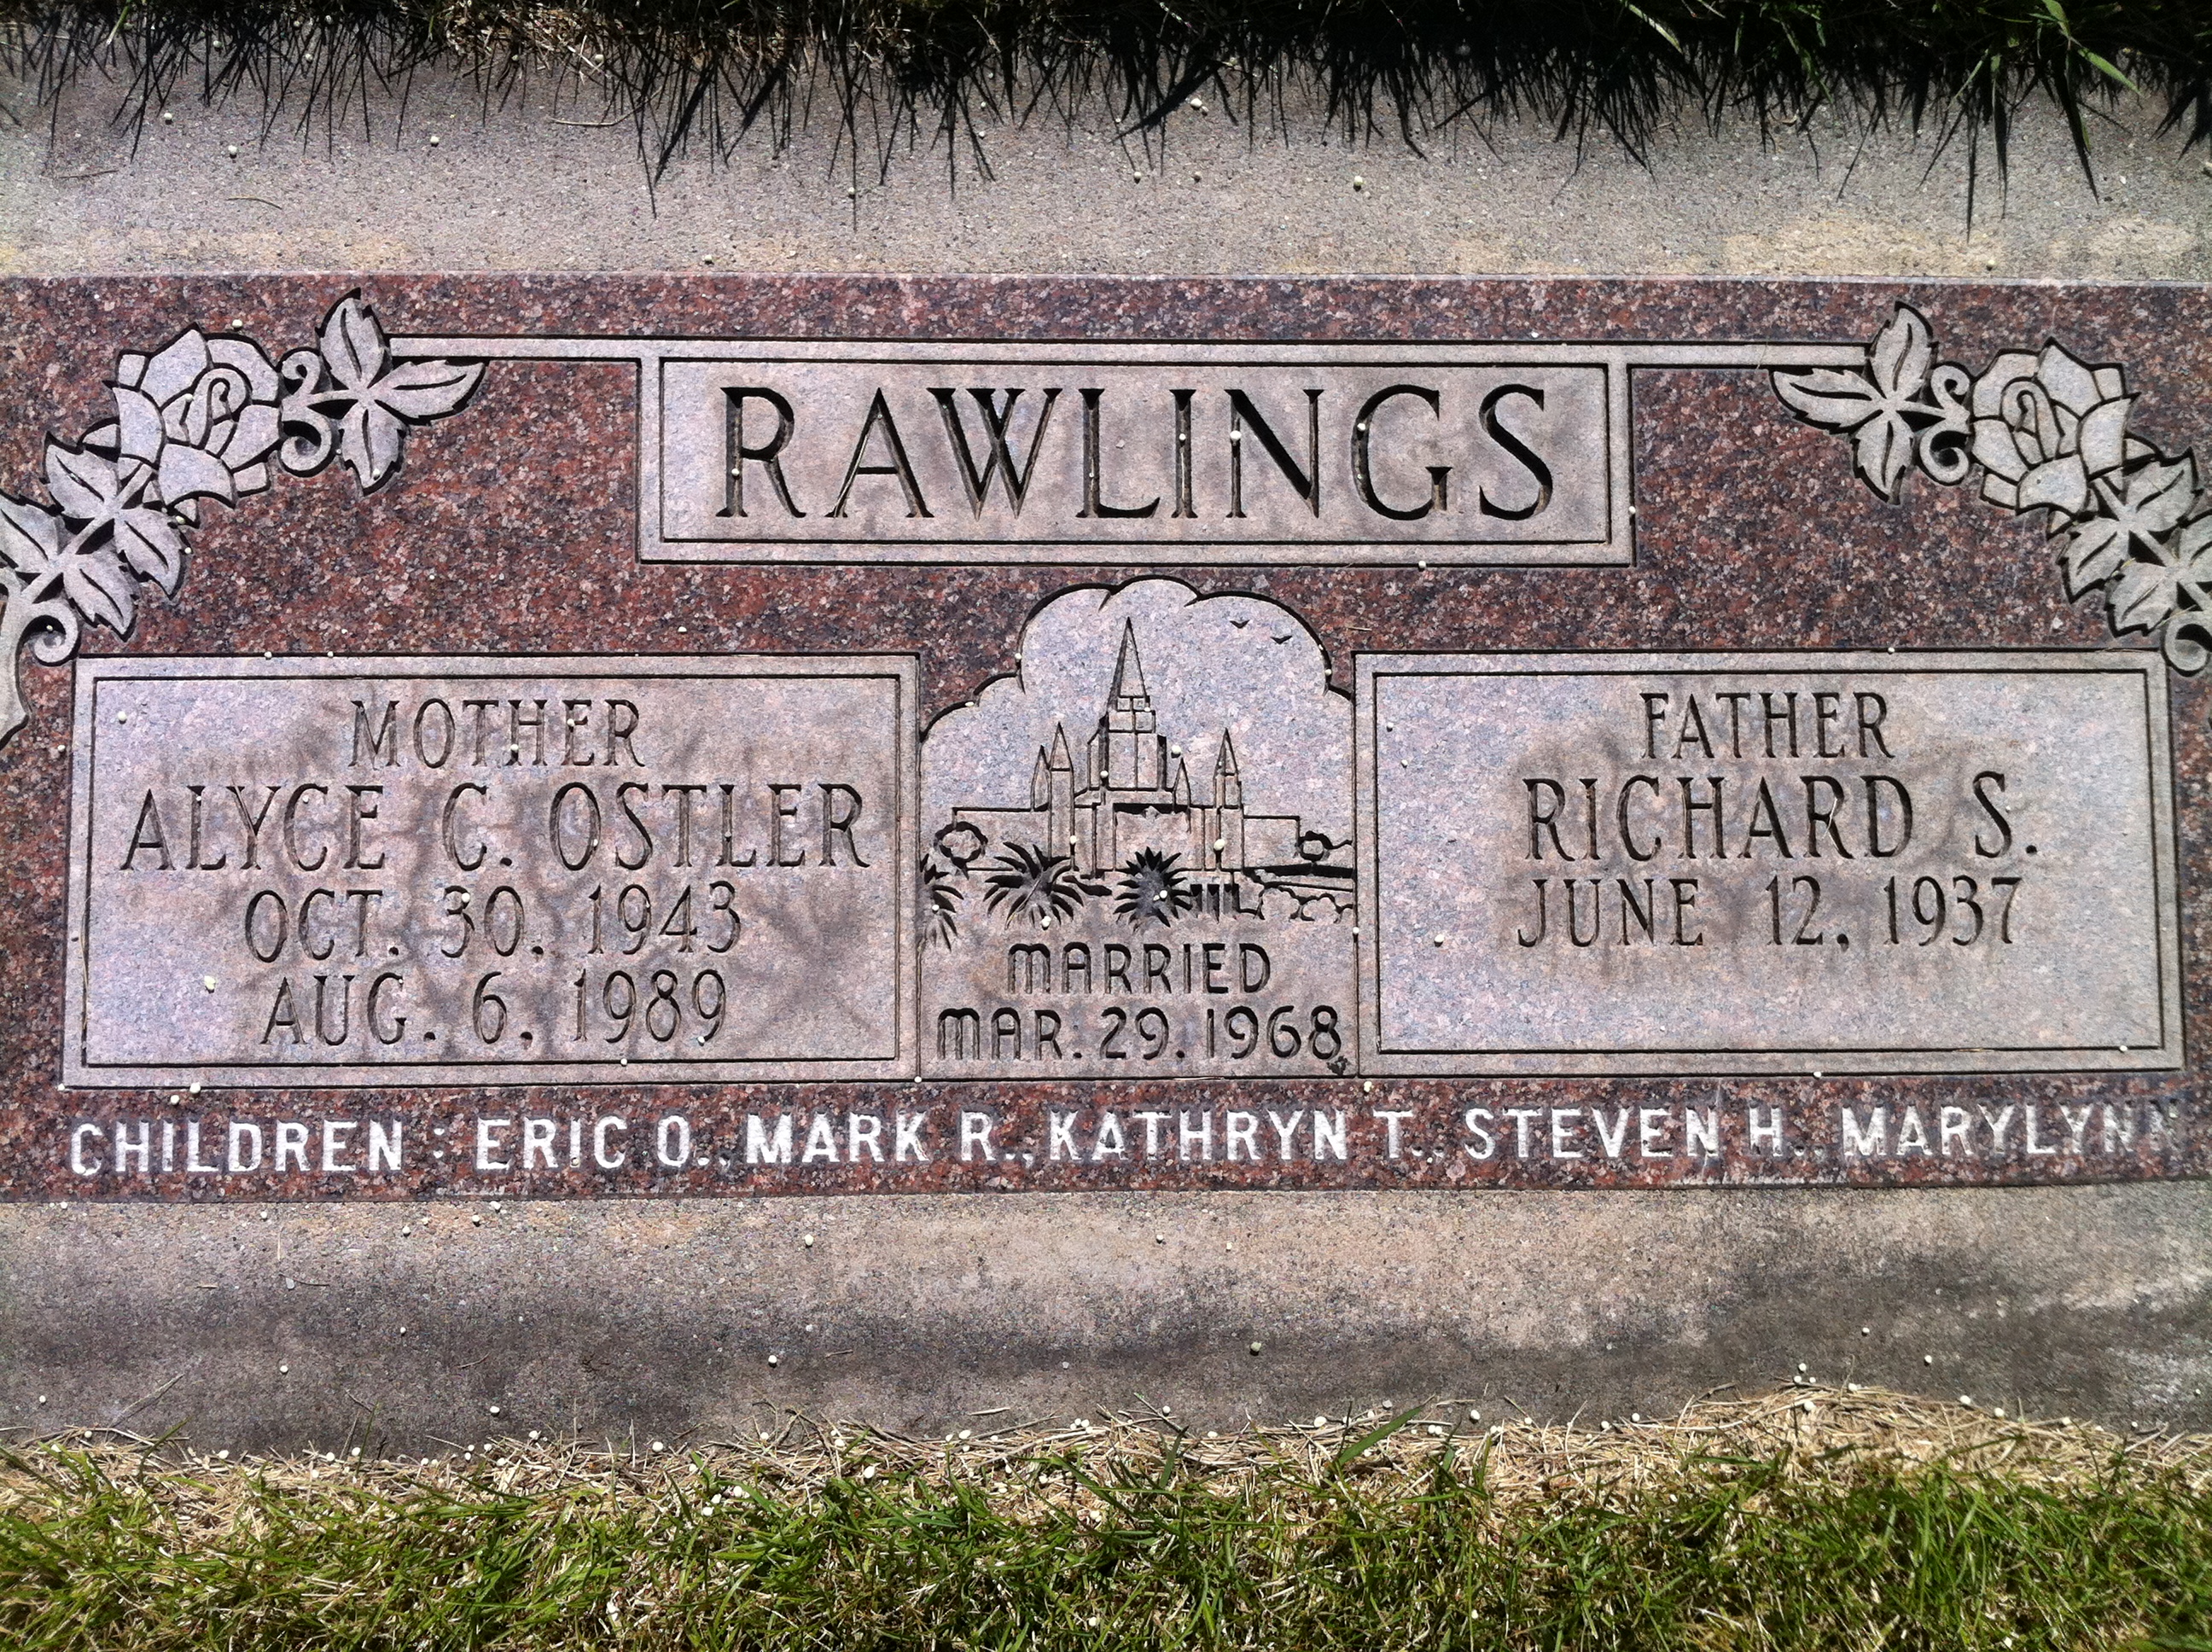 RAWLINGS
MOTHER
ALYCE C. OSTLER
OCT. 30, 1943
AUG. 6, 1989
MARRIED
MAR. 29, 1968
FATHER
RICHARD S.
JUNE 12, 1937
CHILDREN: ERIC O., MARK R., KATHRYN T., STEVEN H., MARYLYNN